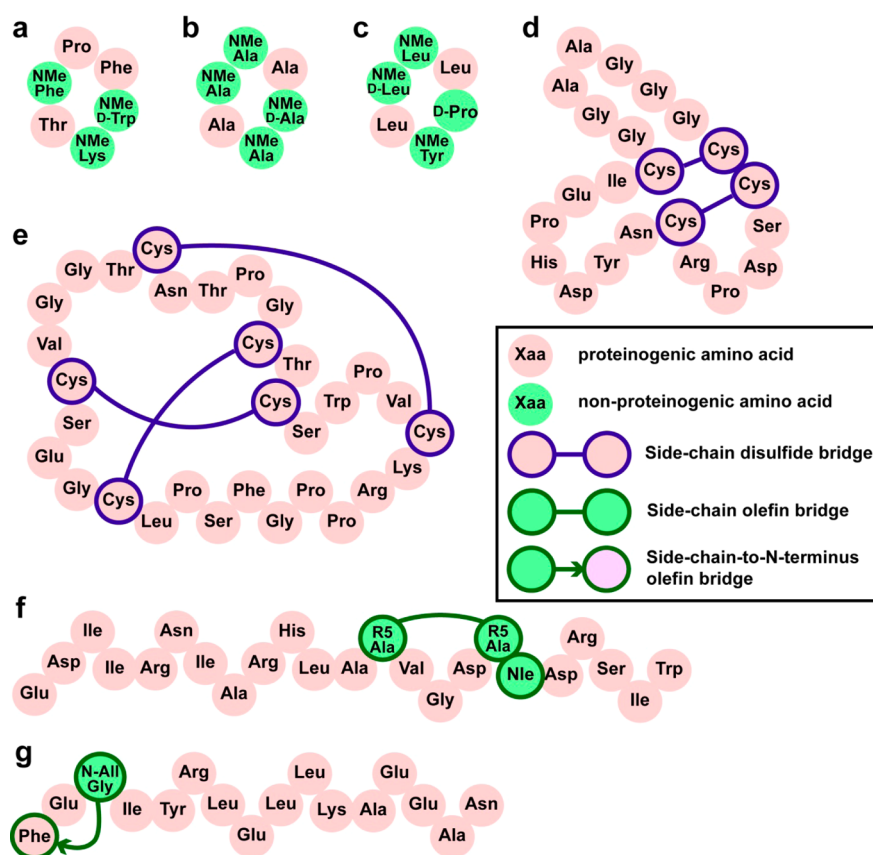 a
Pro
Phe
NMe
D-Trp
NMe
Lys
Thr
NMe
Phe
b
NMe
Ala
Ala
NMe
D-Ala
NMe
Ala
Ala
NMe
Ala
c
NMe
Leu
Leu
D-Pro
NMe
Tyr
Leu
NMe
D-Leu
d
Gly
Gly
Gly
Ala
Ala
Gly
Gly
Cys
Cys
Cys
Ile
Glu
Pro
His
Asp
Tyr
Asn
Cys
Arg
Pro
Asp
Ser
e
Cys
Thr
Gly
Gly
Val
Cys
Ser
Glu
Gly
Cys
Leu
Pro
Ser
Phe
Gly
Pro
Pro
Arg
Lys
Cys
Val
Pro
Trp
Ser
Cys
Thr
Cys
Gly
Pro
Thr
Asn
Xaa
proteinogenic amino acid
Xaa
non-proteinogenic amino acid
Side-chain disulfide bridge
Side-chain olefin bridge
Side-chain-to-N-terminus
olefin bridge
f
Glu
Asp
Ile
Ile
Arg
Asn
Ile
Ala
Arg
His
Leu
Ala
R5
Ala
Val
Gly
Asp
R5
Ala
Nle
Asp
Arg
Ser
Ile
Trp
g
Phe
Glu
N-All
Gly
Ile
Tyr
Arg
Leu
Glu
Leu
Leu
Lys
Ala
Glu
Glu
Ala
Asn